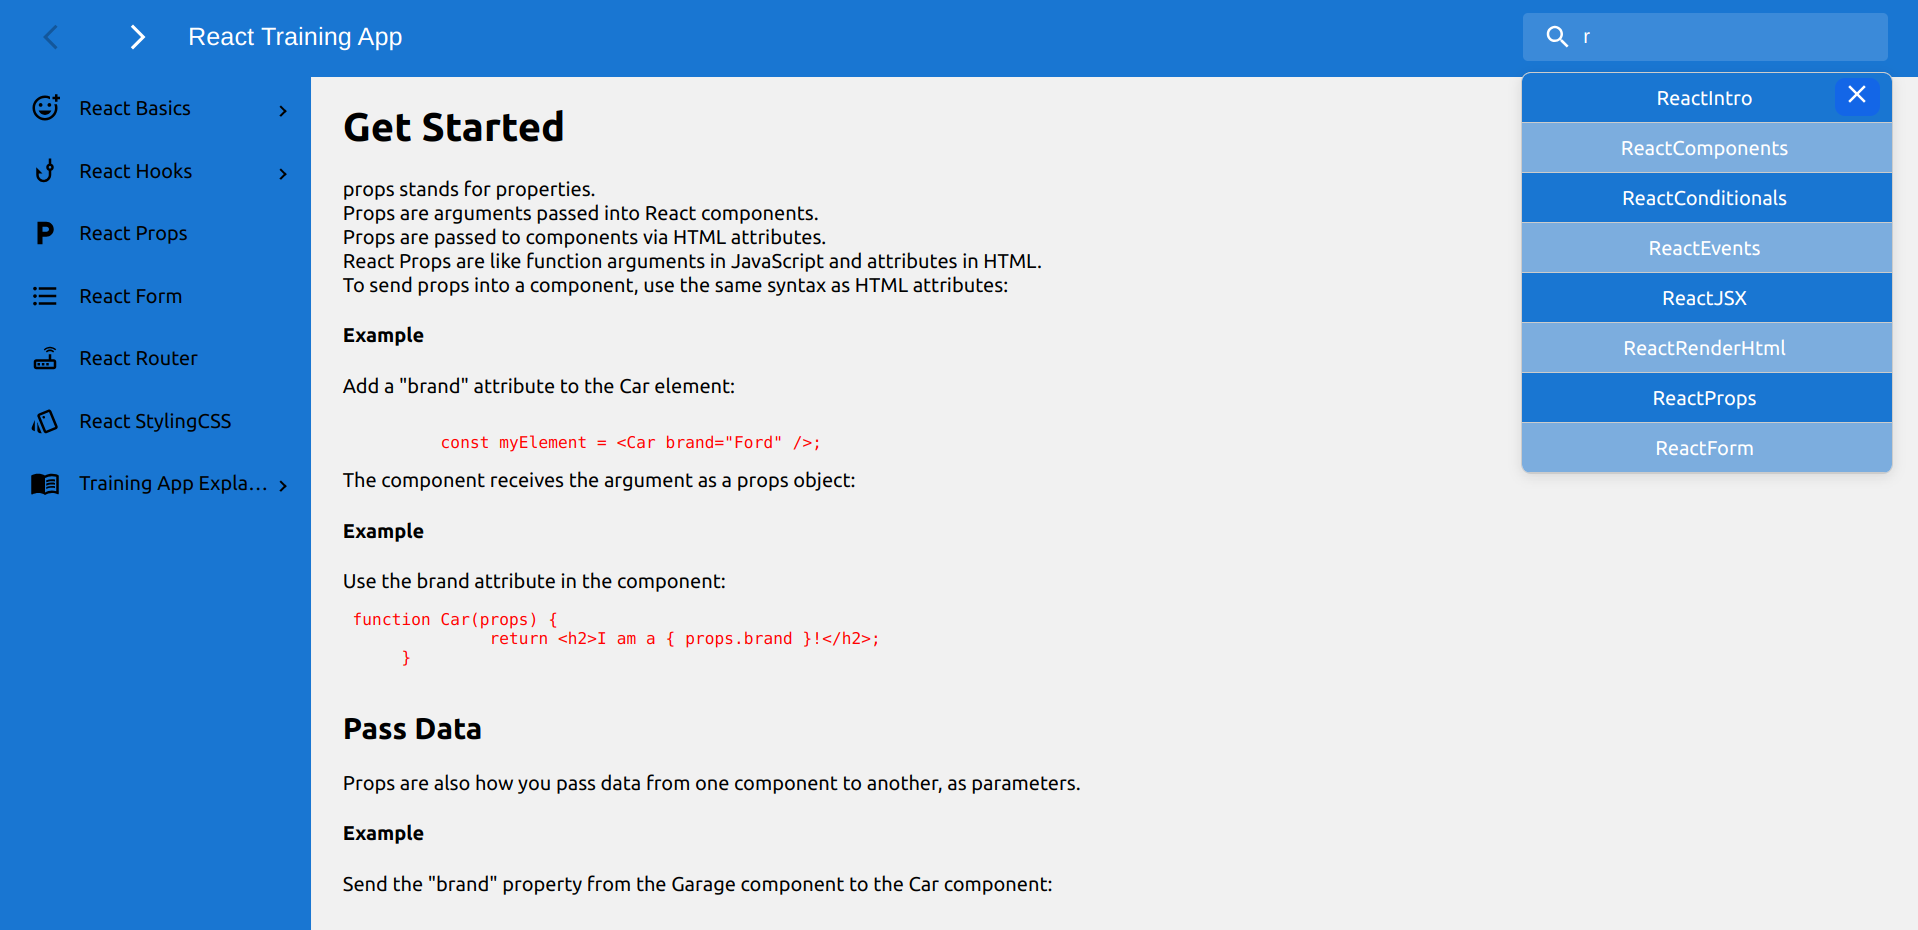 React Training App
r
React Basics
React Hooks
React Props
React Form
React Router
React StylingCSS
Training App Expla...
Get Started
props stands for properties.
Props are arguments passed into React components.
Props are passed to components via HTML attributes.
React Props are like function arguments in JavaScript and attributes in HTML.
To send props into a component, use the same syntax as HTML attributes:
Example
Add a "brand" attribute to the Car element:
const myElement = <Car brand="Ford" />;
The component receives the argument as a props object:
Example
Use the brand attribute in the component:
function Car(props) {
return <h2>I am a { props.brand }!</h2>;
}
Pass Data
Props are also how you pass data from one component to another, as parameters.
Example
Send the "brand" property from the Garage component to the Car component:
ReactIntro
ReactComponents
ReactConditionals
ReactEvents
ReactJSX
ReactRenderHtml
ReactProps
ReactForm